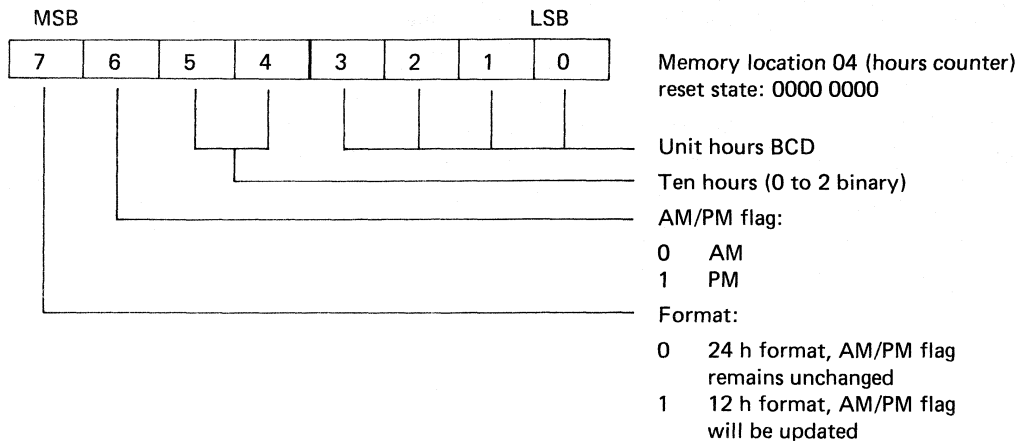 MSB LSB
7 6 5 4 3 2 1 0
Memory location 04 (hours counter)
reset state: 0000 0000
Unit hours BCD
Ten hours (0 to 2 binary)
AM/PM flag:
0 AM
1 PM
Format:
0 24 h format, AM/PM flag
remains unchanged
1 12 h format, AM/PM flag
will be updated